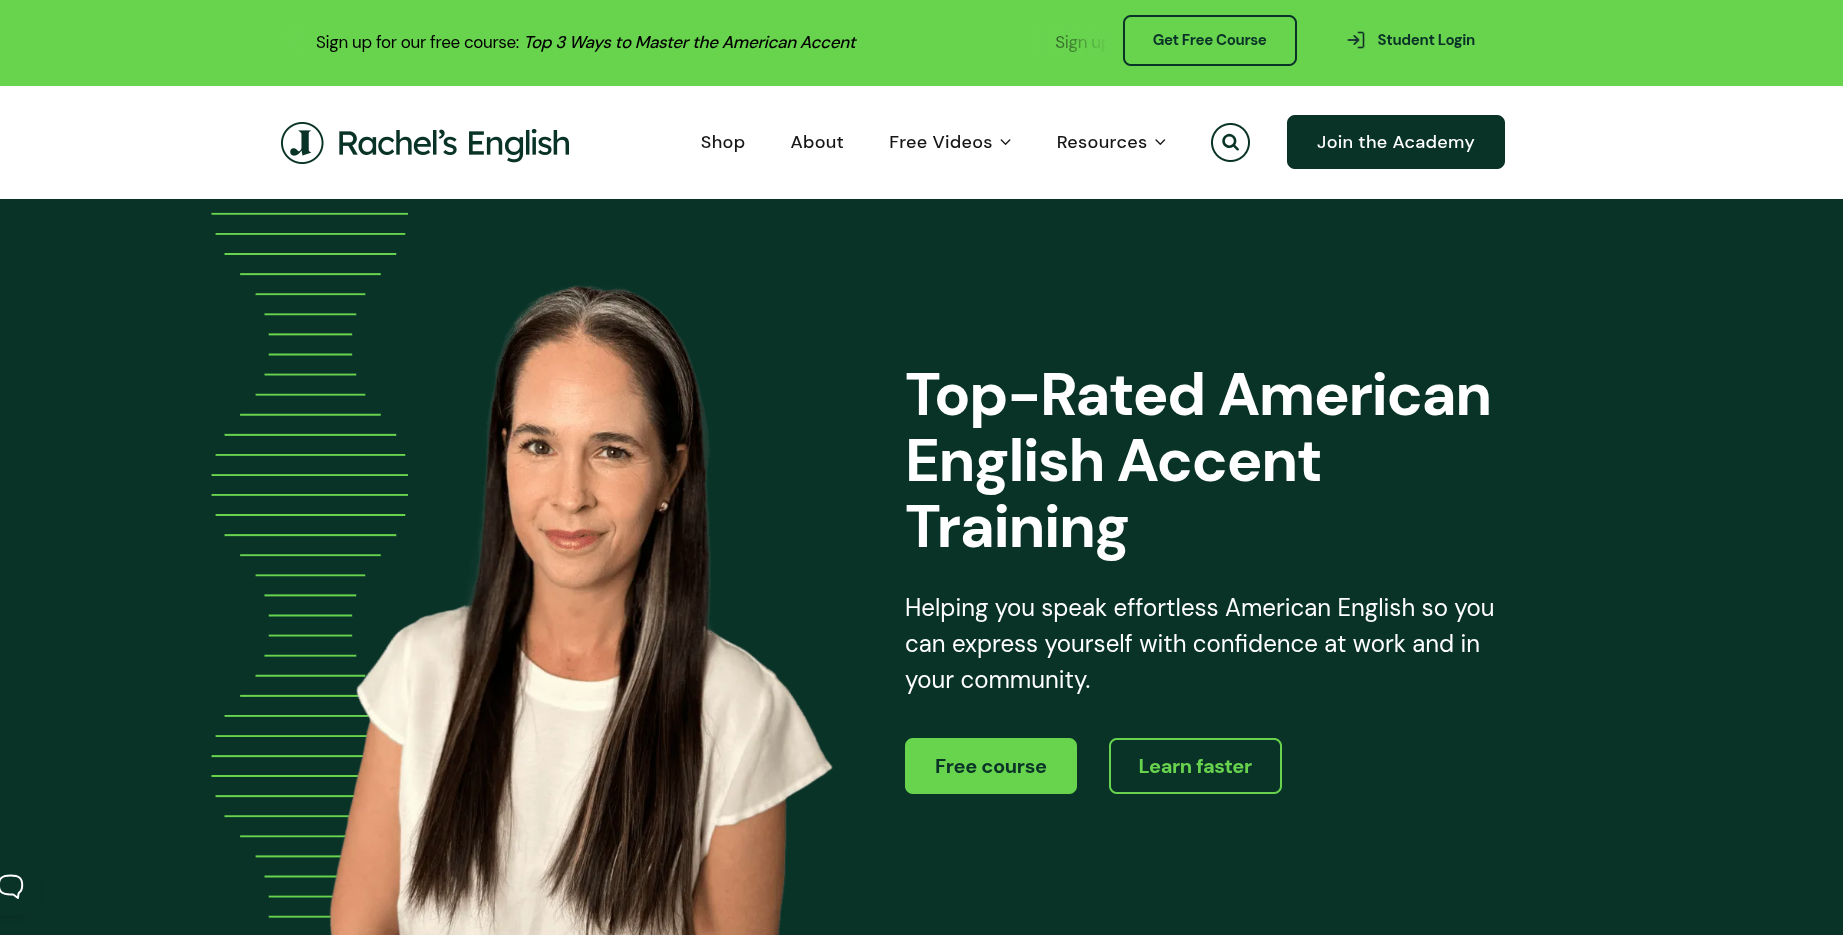 Sign up for our free course: Top 3 Ways to Master the American Accent
Sign up
Get Free Course
Student Login
Rachel's English
Shop
About
Free Videos
Resources
Join the Academy
Top-Rated American
English Accent
Training
Helping you speak effortless American English so you
can express yourself with confidence at work and in
your community.
Free course
Learn faster